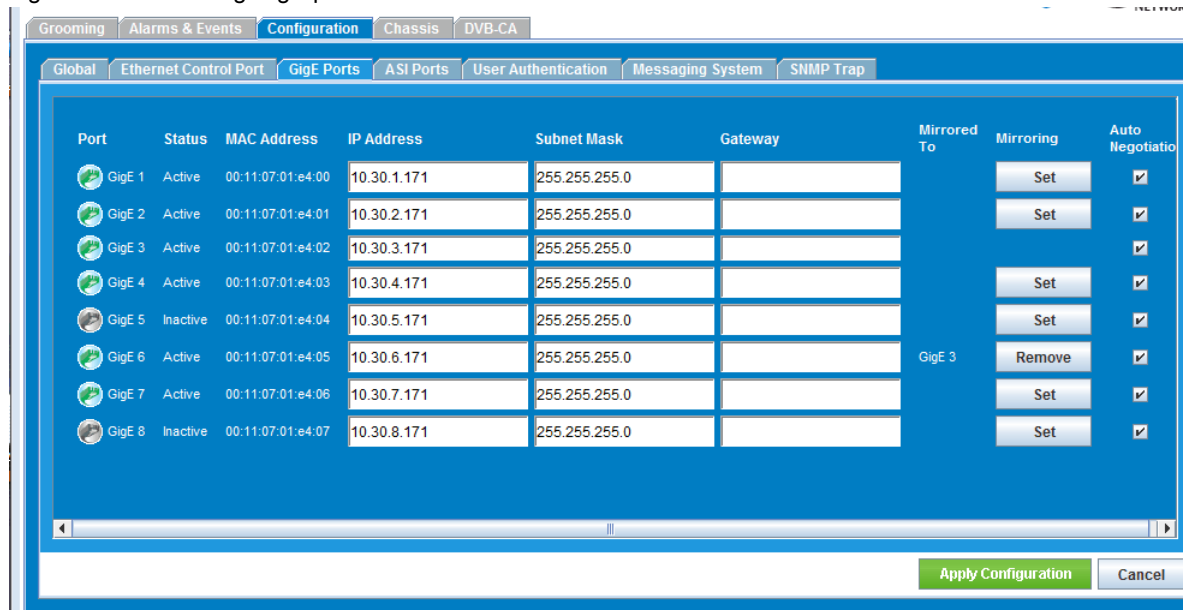 Grooming Alarms & Events Configuration Chassis DVB-CA
Global Ethernet Control Port GigE Ports ASI Ports User Authentication Messaging System SNMP Trap
Port Status MAC Address IP Address Subnet Mask Gateway Mirrored To Mirroring Auto Negotiatio
GigE 1 Active 00:11:07:01:e4:00 10.30.1.171 255.255.255.0 Set
GigE 2 Active 00:11:07:01:e4:01 10.30.2.171 255.255.255.0 Set
GigE 3 Active 00:11:07:01:e4:02 10.30.3.171 255.255.255.0
GigE 4 Active 00:11:07:01:e4:03 10.30.4.171 255.255.255.0 Set
GigE 5 Inactive 00:11:07:01:e4:04 10.30.5.171 255.255.255.0 Set
GigE 6 Active 00:11:07:01:e4:05 10.30.6.171 255.255.255.0 GigE 3 Remove
GigE 7 Active 00:11:07:01:e4:06 10.30.7.171 255.255.255.0 Set
GigE 8 Inactive 00:11:07:01:e4:07 10.30.8.171 255.255.255.0 Set
Apply Configuration Cancel